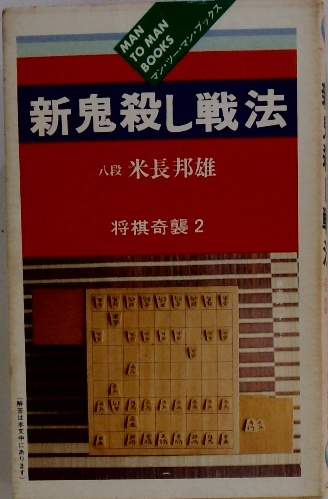 MAN
TO MAN
BOOKS
マン・ツー・マン・ブックス
新鬼殺し戦法
八段 米長邦雄
将棋奇襲2
(解答は本文中にあります)